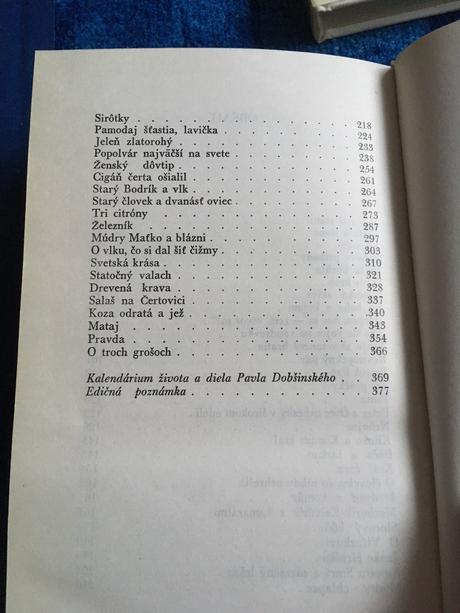 Sirôtky . . . . . . . . . . . . 218
Pamodaj šťastia, lavička . . . . . . . . 224
Jeleň zlatorohý . . . . . . . . . . 233
Popolvár najväčší na svete . . . . . . . 238
Ženský dôvtip . . . . . . . . . . 254
Cigáň čerta ošialil . . . . . . . . . 261
Starý Bodrík a vlk . . . . . . . . . 264
Starý človek a dvanásť oviec . . . . . . . 267
Tri citróny . . . . . . . . . . . 273
Železník . . . . . . . . . . . . 287
Múdry Maťko a blázni . . . . . . . . 297
O vlku, čo si dal šiť čižmy . . . . . . . 303
Svetská krása . . . . . . . . . . 310
Statočný valach . . . . . . . . . . 321
Drevená krava . . . . . . . . . . 328
Salaš na Čertovici . . . . . . . . . 337
Koza odratá a jež . . . . . . . . . 340
Mataj . . . . . . . . . . . . 343
Pravda . . . . . . . . . . . . 354
O troch grošoch . . . . . . . . . . 366
Kalendárium života a diela Pavla Dobšinského . . 369
Edičná poznámka . . . . . . . . . . 377